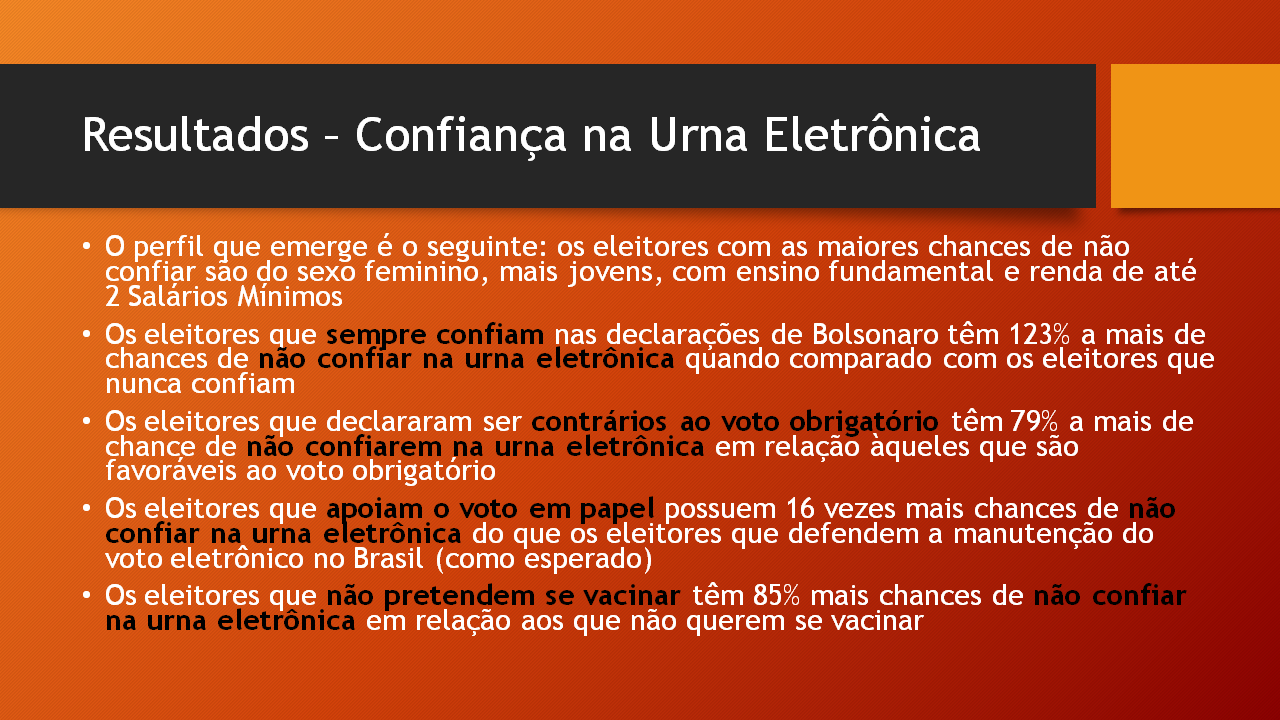 Resultados – Confiança na Urna Eletrônica
• O perfil que emerge é o seguinte: os eleitores com as maiores chances de não
confiar são do sexo feminino, mais jovens, com ensino fundamental e renda de até
2 Salários Mínimos
• Os eleitores que sempre confiam nas declarações de Bolsonaro têm 123% a mais de
chances de não confiar na urna eletrônica quando comparado com os eleitores que
nunca confiam
• Os eleitores que declararam ser contrários ao voto obrigatório têm 79% a mais de
chance de não confiarem na urna eletrônica em relação àqueles que são
favoráveis ao voto obrigatório
• Os eleitores que apoiam o voto em papel possuem 16 vezes mais chances de não
confiar na urna eletrônica do que os eleitores que defendem a manutenção do
voto eletrônico no Brasil (como esperado)
• Os eleitores que não pretendem se vacinar têm 85% mais chances de não confiar
na urna eletrônica em relação aos que não querem se vacinar